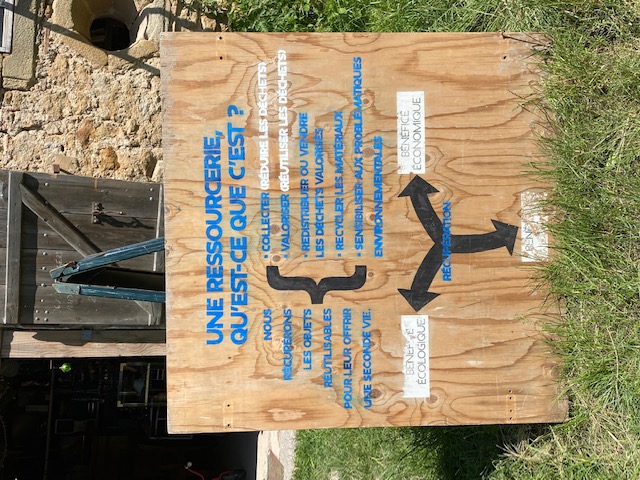 UNE RESSOURCERIE,
QU'EST-CE QUE C'EST ?
NOUS
RÉCUPÉRONS
LES OBJETS
RÉUTILISABLES
POUR LEUR OFFRIR
UNE SECONDE VIE.
• COLLECTER (RÉDUIRE LES DÉCHETS)
• VALORISER (RÉUTILISER LES DÉCHETS)
• REDISTRIBUER OU VENDRE
LES DÉCHETS VALORISÉS
• RECYCLER LES MATÉRIAUX
• SENSIBILISER AUX PROBLÉMATIQUES
ENVIRONNEMENTALES
BÉNÉFICE
ÉCOLOGIQUE
BÉNÉFICE
ÉCONOMIQUE
RÉCUPÉRATION
BÉNÉFICE